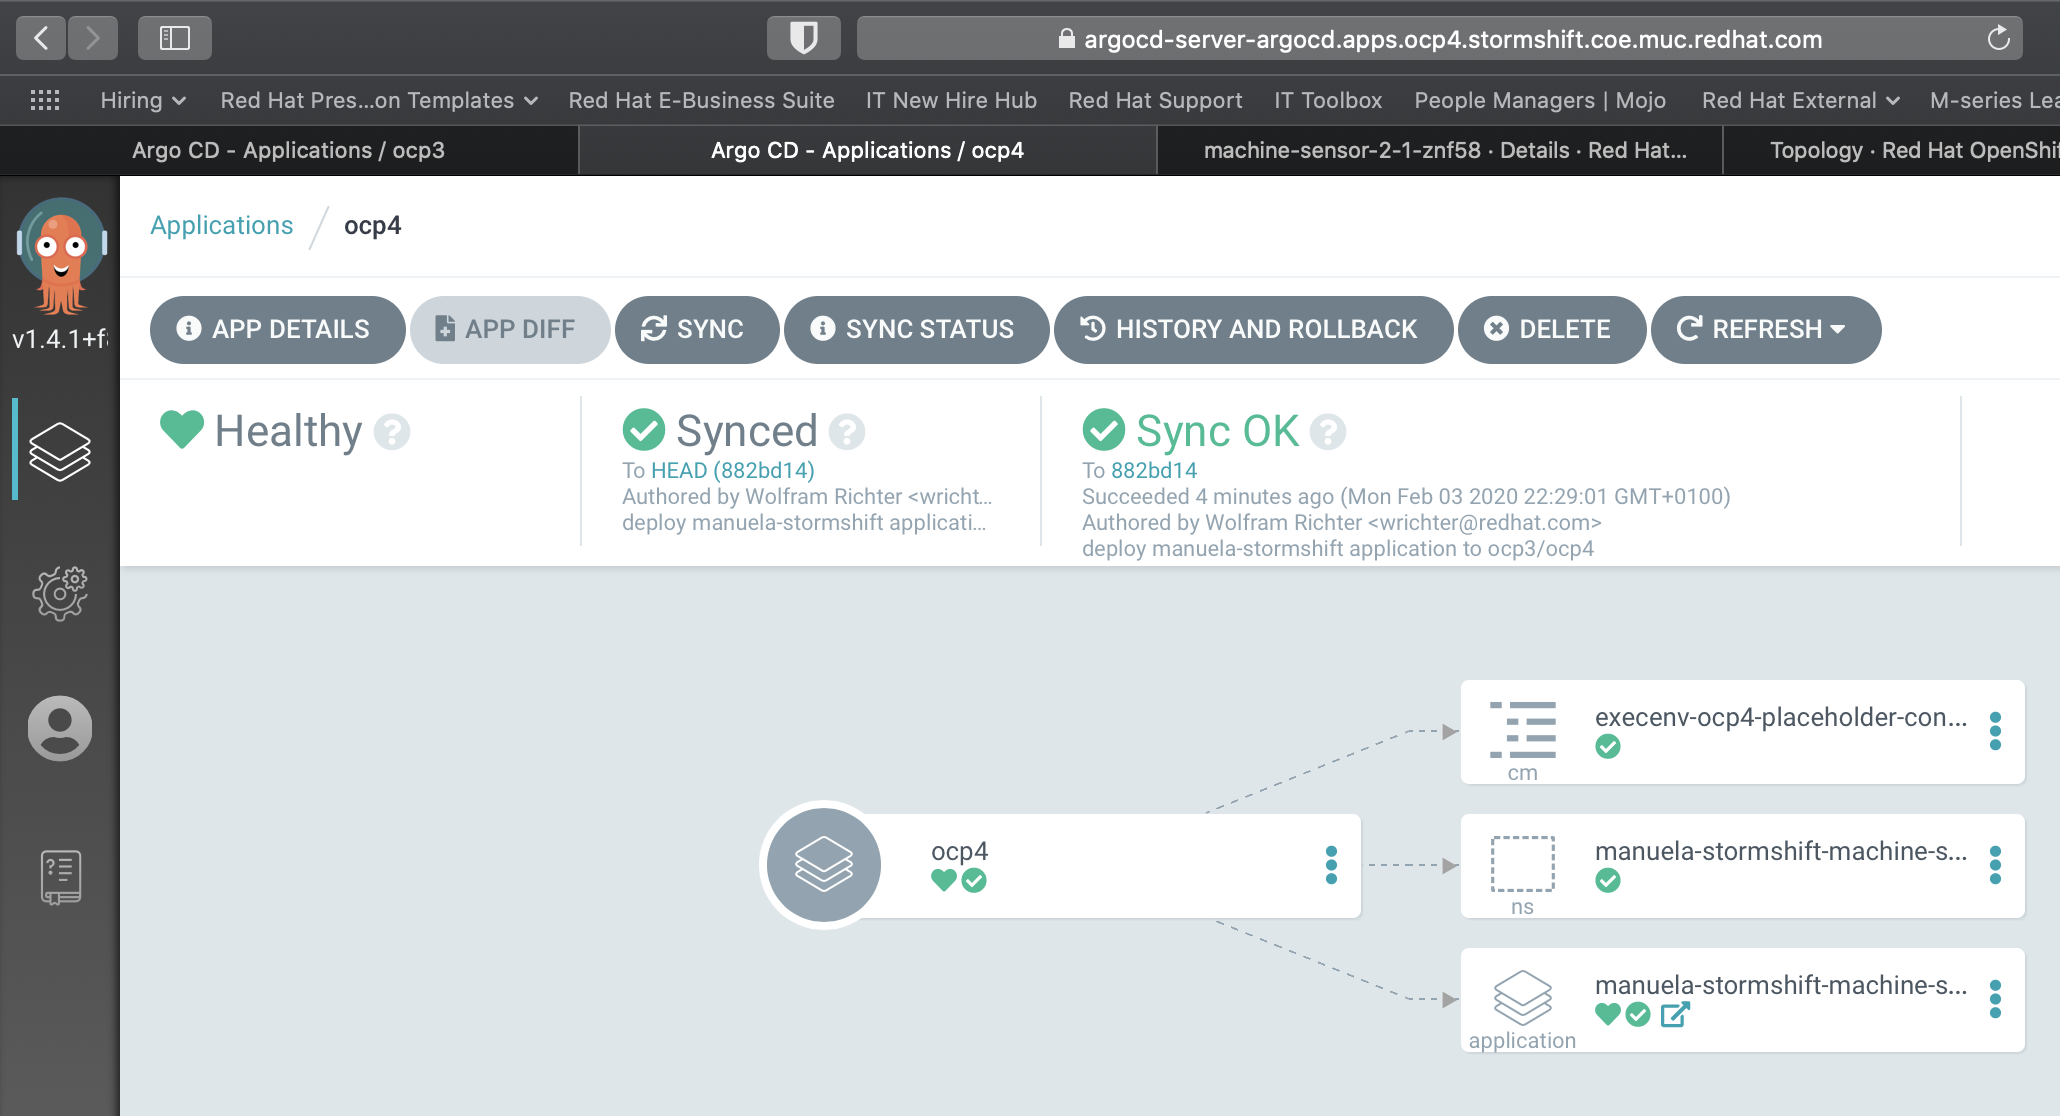 argocd-server-argocd.apps.ocp4.stormshift.coe.muc.redhat.com
Hiring Red Hat Pres...on Templates Red Hat E-Business Suite IT New Hire Hub Red Hat Support IT Toolbox People Managers | Mojo Red Hat External M-series Lea
Argo CD - Applications / ocp3 Argo CD - Applications / ocp4 machine-sensor-2-1-znf58 · Details · Red Hat... Topology · Red Hat OpenShif
v1.4.1+f
Applications / ocp4
APP DETAILS APP DIFF SYNC SYNC STATUS HISTORY AND ROLLBACK DELETE REFRESH
Healthy ?
Synced ?
To HEAD (882bd14)
Authored by Wolfram Richter <wricht...
deploy manuela-stormshift applicati...
Sync OK ?
To 882bd14
Succeeded 4 minutes ago (Mon Feb 03 2020 22:29:01 GMT+0100)
Authored by Wolfram Richter <wrichter@redhat.com>
deploy manuela-stormshift application to ocp3/ocp4
ocp4
execenv-ocp4-placeholder-con...
cm
manuela-stormshift-machine-s...
ns
manuela-stormshift-machine-s...
application